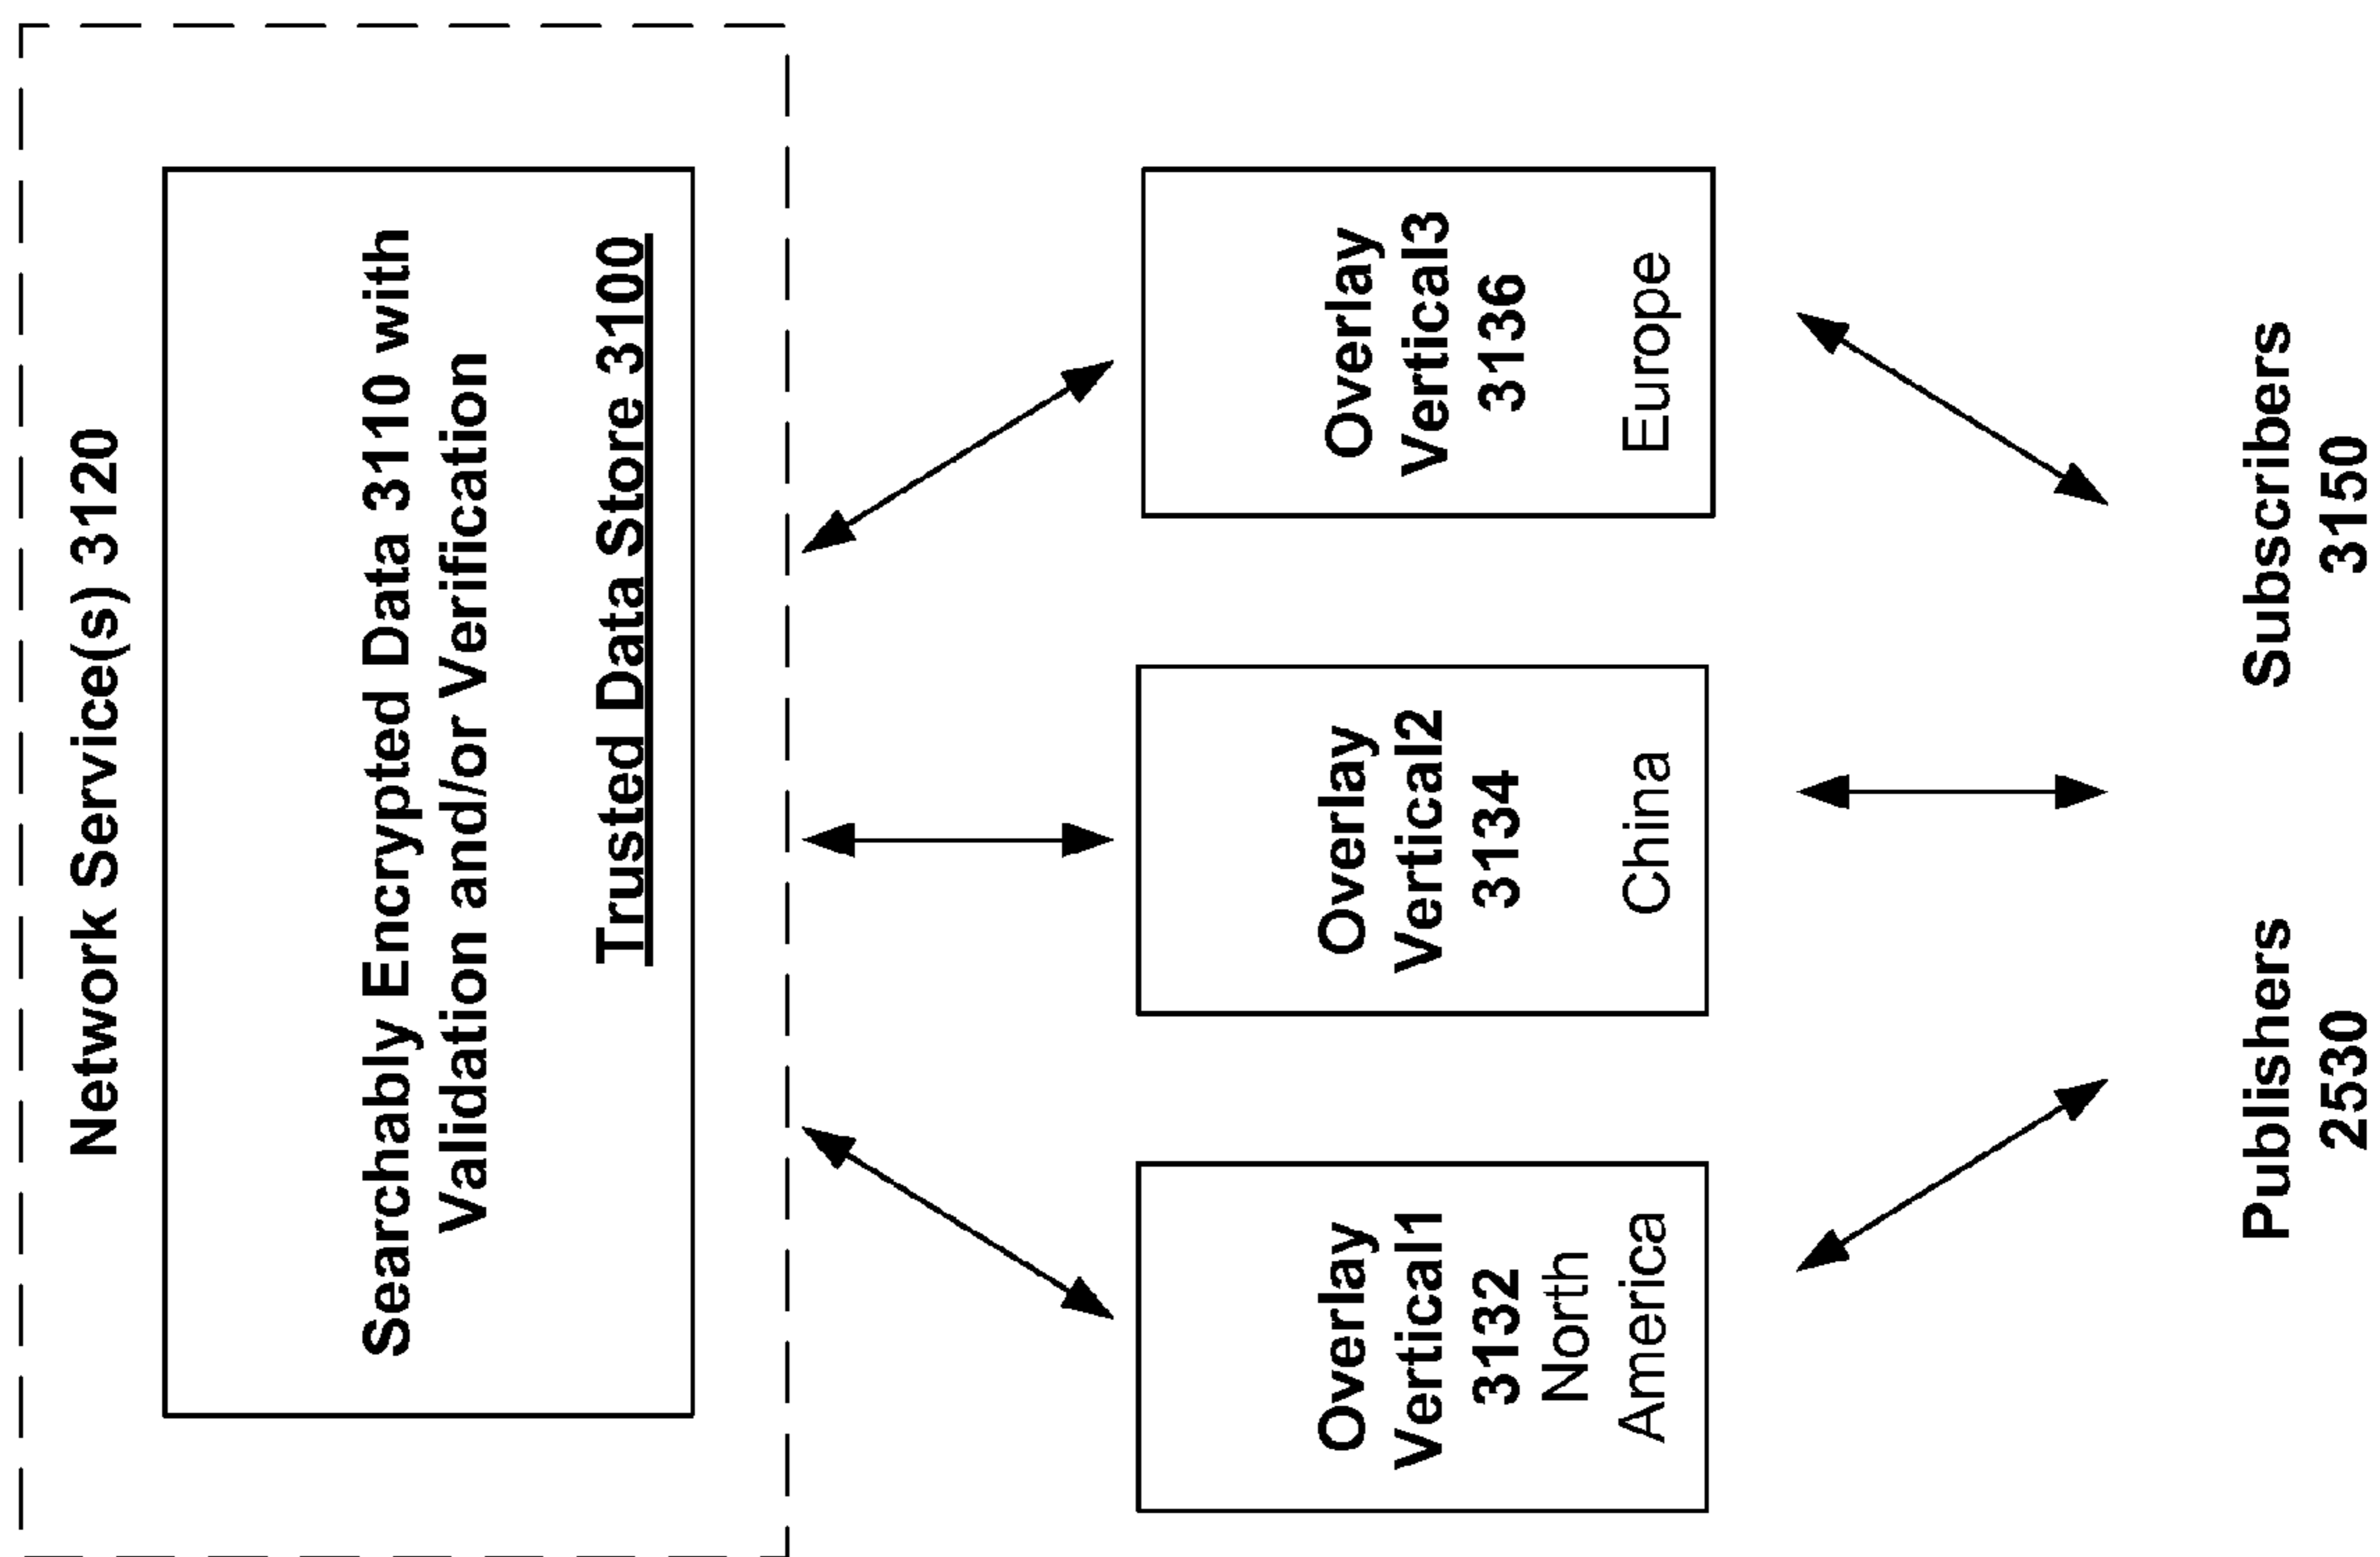 Network Service(s) 3120
Searchably Encrypted Data 3110 with
Validation and/or Verification
Trusted Data Store 3100
Overlay
Vertical1
3132
North
America
Overlay
Vertical2
3134
China
Overlay
Vertical3
3136
Europe
Publishers
2530
Subscribers
3150